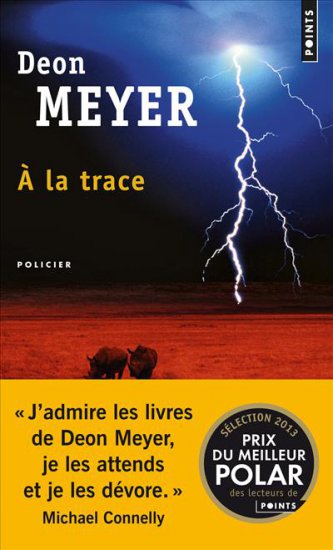 POINTS
Deon
MEYER
À la trace
POLICIER
« J’admire les livres
de Deon Meyer,
je les attends
et je les dévore. »
Michael Connelly
SÉLECTION 2013
PRIX
DU MEILLEUR
POLAR
des lecteurs de
POINTS